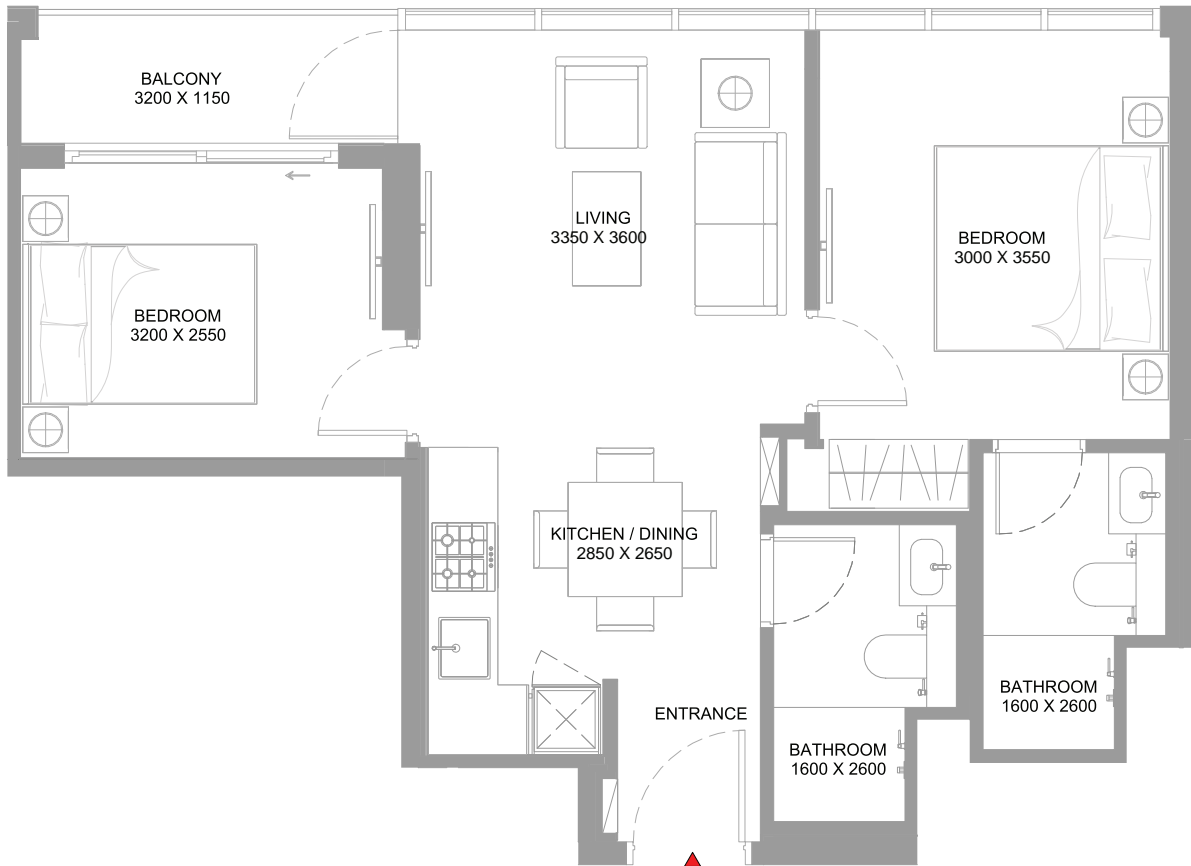 BALCONY
3200 X 1150
LIVING
3350 X 3600
BEDROOM
3000 X 3550
BEDROOM
3200 X 2550
KITCHEN / DINING
2850 X 2650
BATHROOM
1600 X 2600
ENTRANCE
BATHROOM
1600 X 2600